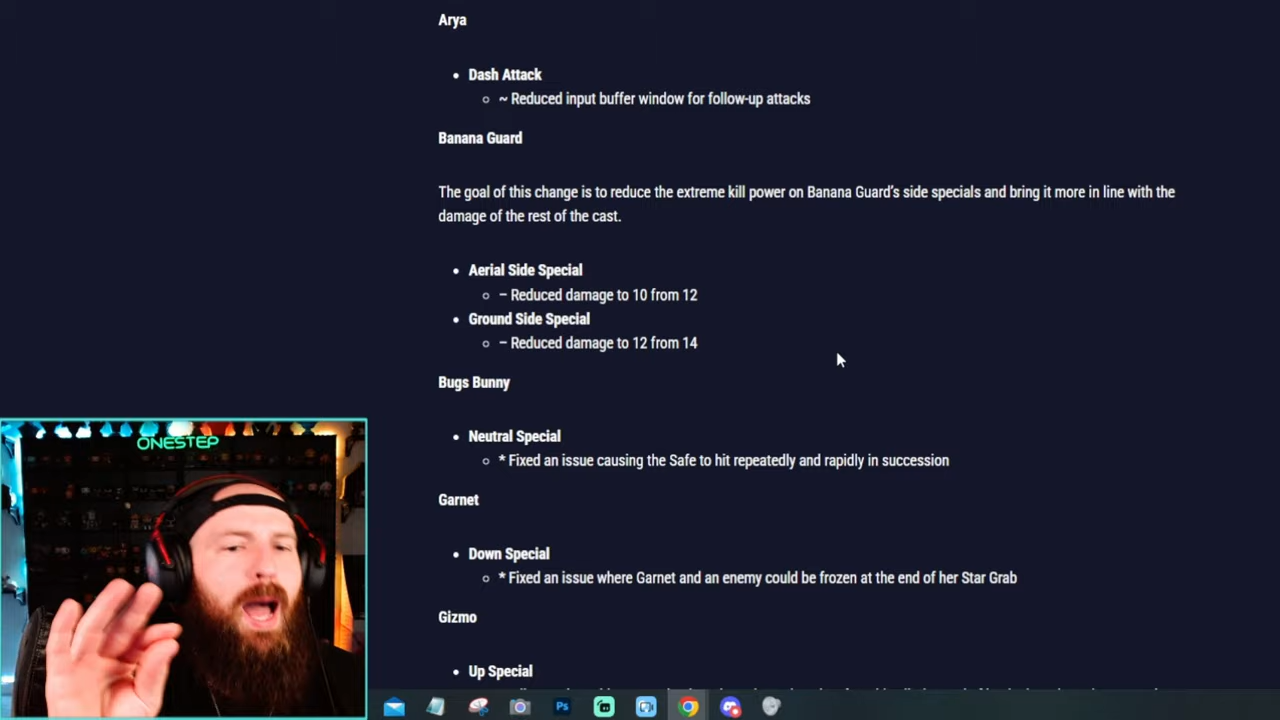 Arya
Dash Attack
~ Reduced input buffer window for follow-up attacks
Banana Guard
The goal of this change is to reduce the extreme kill power on Banana Guard's side specials and bring it more in line with the
damage of the rest of the cast.
Aerial Side Special
– Reduced damage to 10 from 12
Ground Side Special
– Reduced damage to 12 from 14
Bugs Bunny
Neutral Special
* Fixed an issue causing the Safe to hit repeatedly and rapidly in succession
Garnet
Down Special
* Fixed an issue where Garnet and an enemy could be frozen at the end of her Star Grab
Gizmo
Up Special
ONESTEP
Ps